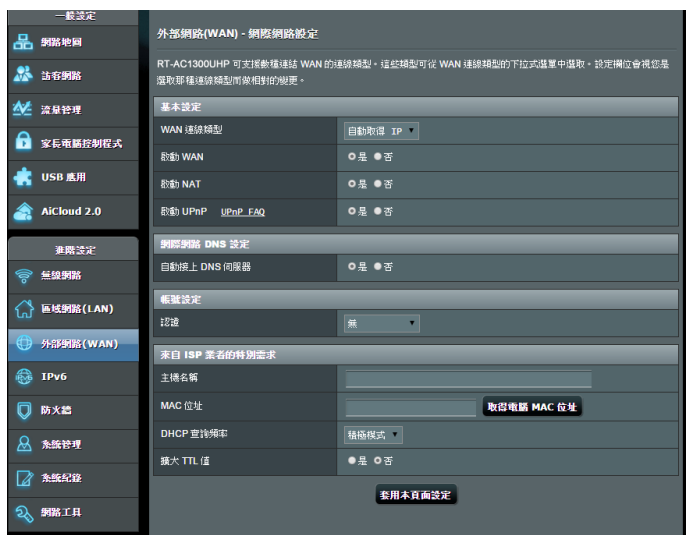 一般設定
網路地圖
訪客網路
流量管理
家長電腦控制程式
USB 應用
AiCloud 2.0
進階設定
無線網路
區域網路(LAN)
外部網路(WAN)
IPv6
防火牆
系統管理
系統紀錄
網路工具
外部網路(WAN) - 網際網路設定
RT-AC1300UHP 可支援數種連結 WAN 的連線類型。這些類型可從 WAN 連線類型的下拉式選單中選取。設定欄位會視您是
選取那種連線類型而做相對的變更。
基本設定
WAN 連線類型 自動取得 IP
啟動 WAN 是 否
啟動 NAT 是 否
啟動 UPnP UPnP FAQ 是 否
網際網路 DNS 設定
自動接上 DNS 伺服器 是 否
帳號設定
認證 無
來自 ISP 業者的特別需求
主機名稱
MAC 位址 取得電腦 MAC 位址
DHCP 查詢頻率 積極模式
擴大 TTL 值 是 否
套用本頁面設定